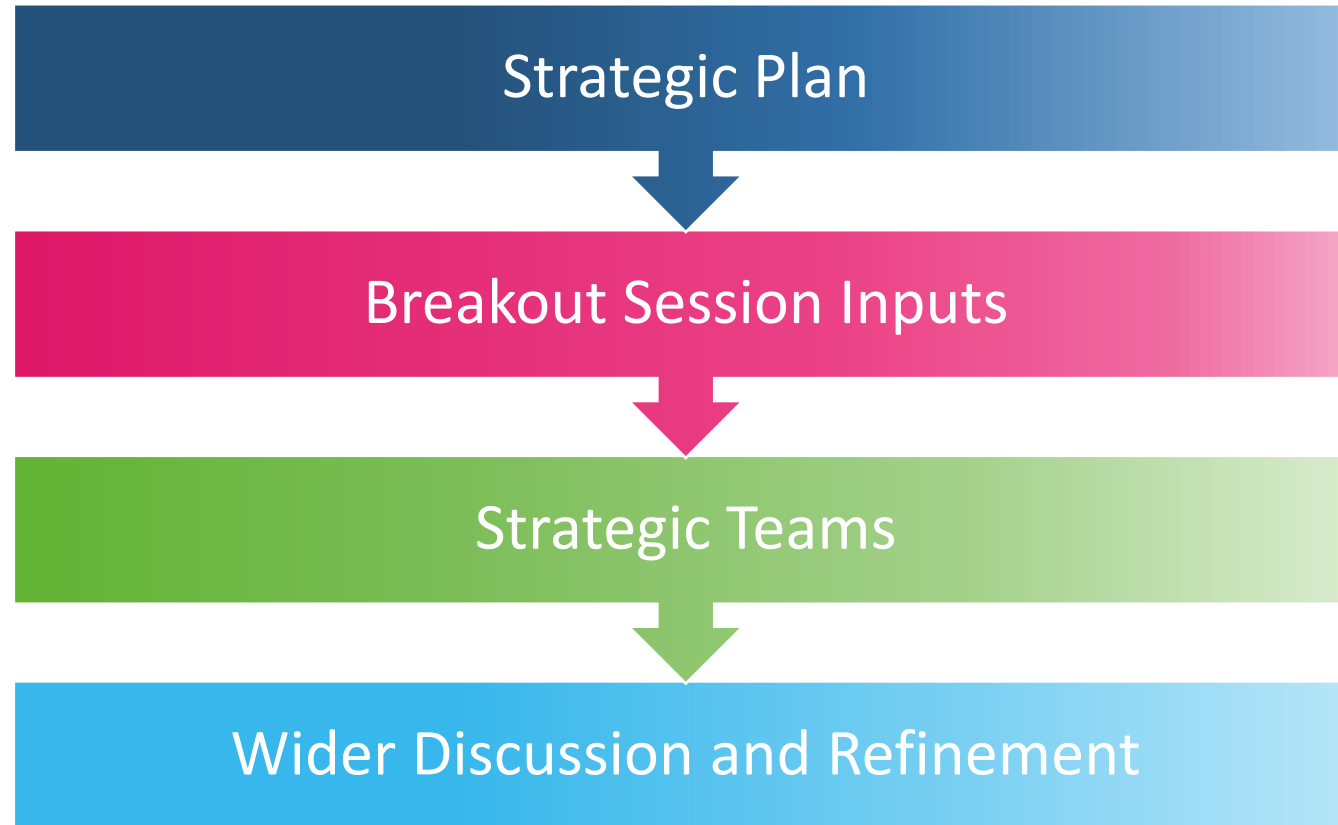 Strategic Plan
Breakout Session Inputs
Strategic Teams
Wider Discussion and Refinement